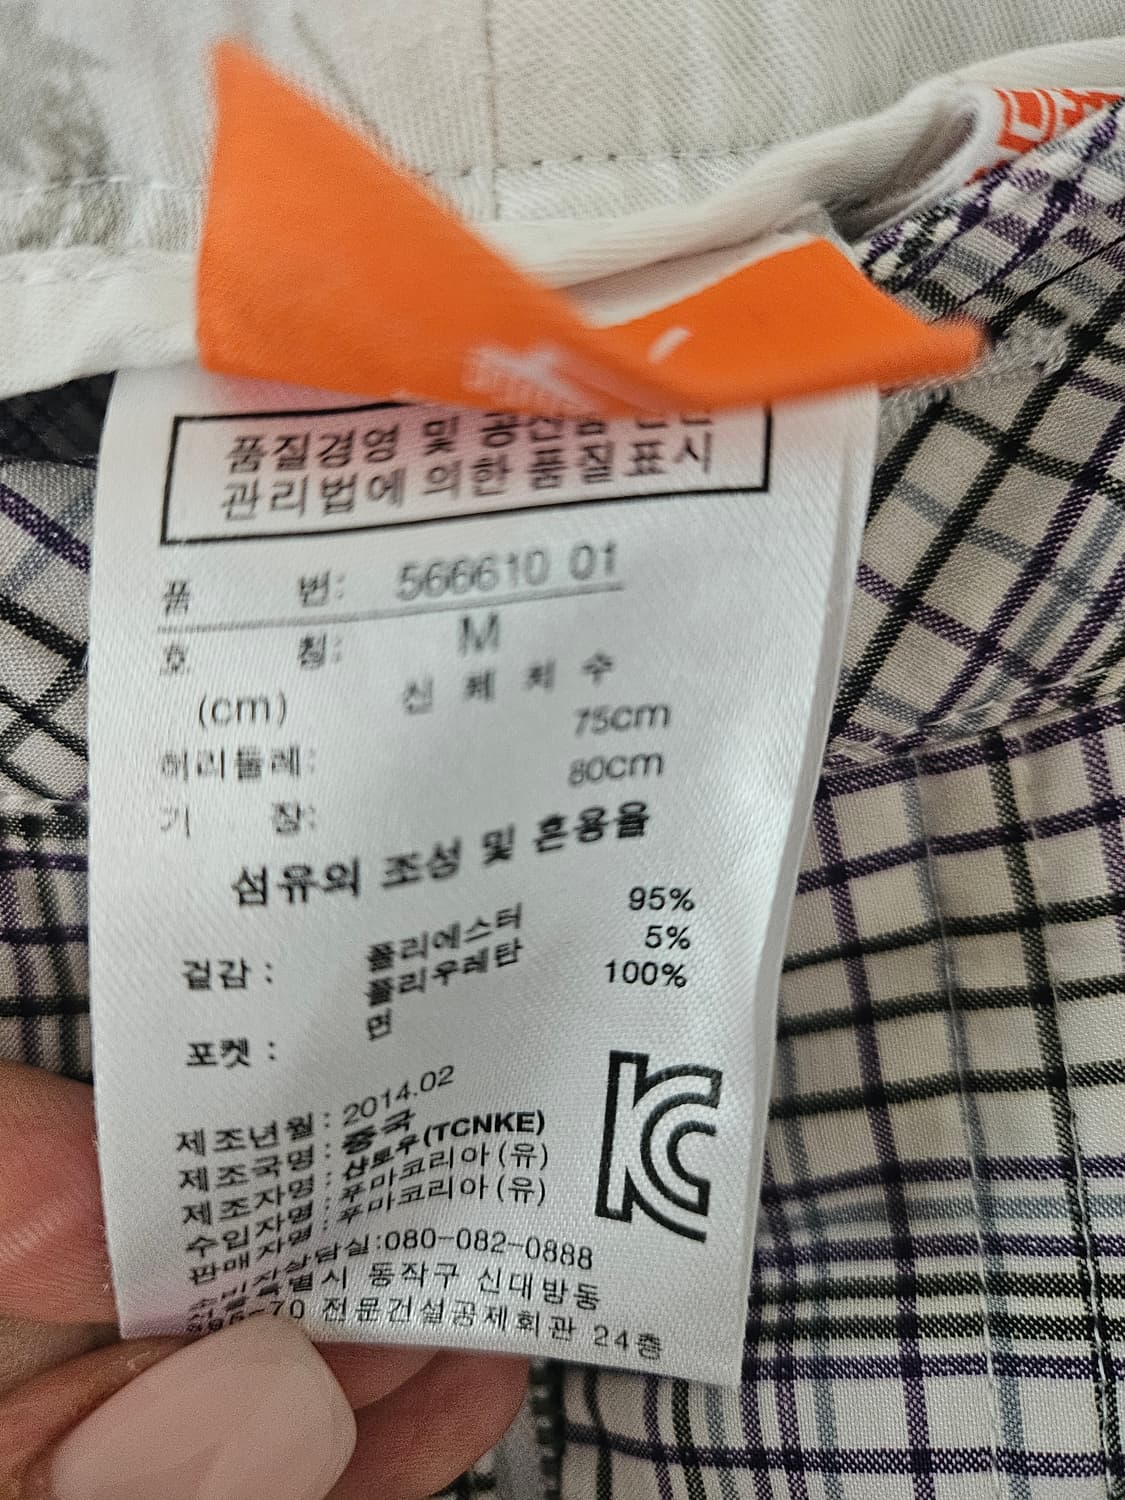 품질경영 및 공산품
관리법에 의한 품질표시
품 번: 566610 01
호 칭: M
(cm) 신체치수
허리둘레: 75cm
기 장: 80cm
섬유의 조성 및 혼용율
겉감 : 폴리에스터 95%
폴리우레탄 5%
포켓 : 면 100%
제조년월 : 2014.02
제조국명 : 중국
제조자명 : 산토우(TCNKE)
수입자명 : 푸마코리아(유)
판매자명 : 푸마코리아(유)
소비자상담실:080-082-0888
서울특별시 동작구 신대방동
395-70 전문건설공제회관 24층
KC